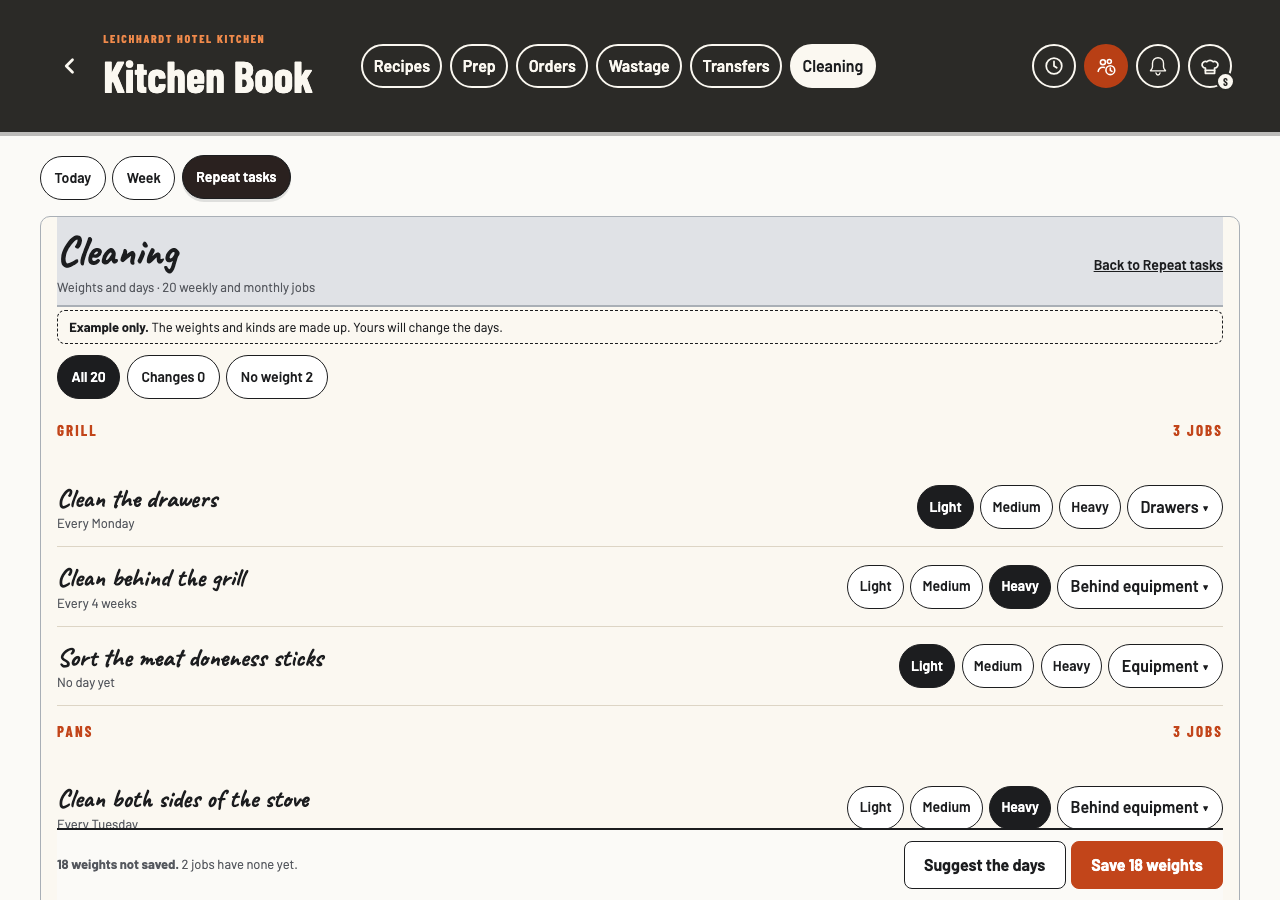 LEICHHARDT HOTEL KITCHEN
Kitchen Book
Recipes Prep Orders Wastage Transfers Cleaning
S
Today Week Repeat tasks
Cleaning
Back to Repeat tasks
Weights and days · 20 weekly and monthly jobs
Example only. The weights and kinds are made up. Yours will change the days.
All 20 Changes 0 No weight 2
GRILL 3 JOBS
Clean the drawers
Every Monday
Light Medium Heavy Drawers ▾
Clean behind the grill
Every 4 weeks
Light Medium Heavy Behind equipment ▾
Sort the meat doneness sticks
No day yet
Light Medium Heavy Equipment ▾
PANS 3 JOBS
Clean both sides of the stove
Every Tuesday
Light Medium Heavy Behind equipment ▾
18 weights not saved. 2 jobs have none yet.
Suggest the days Save 18 weights